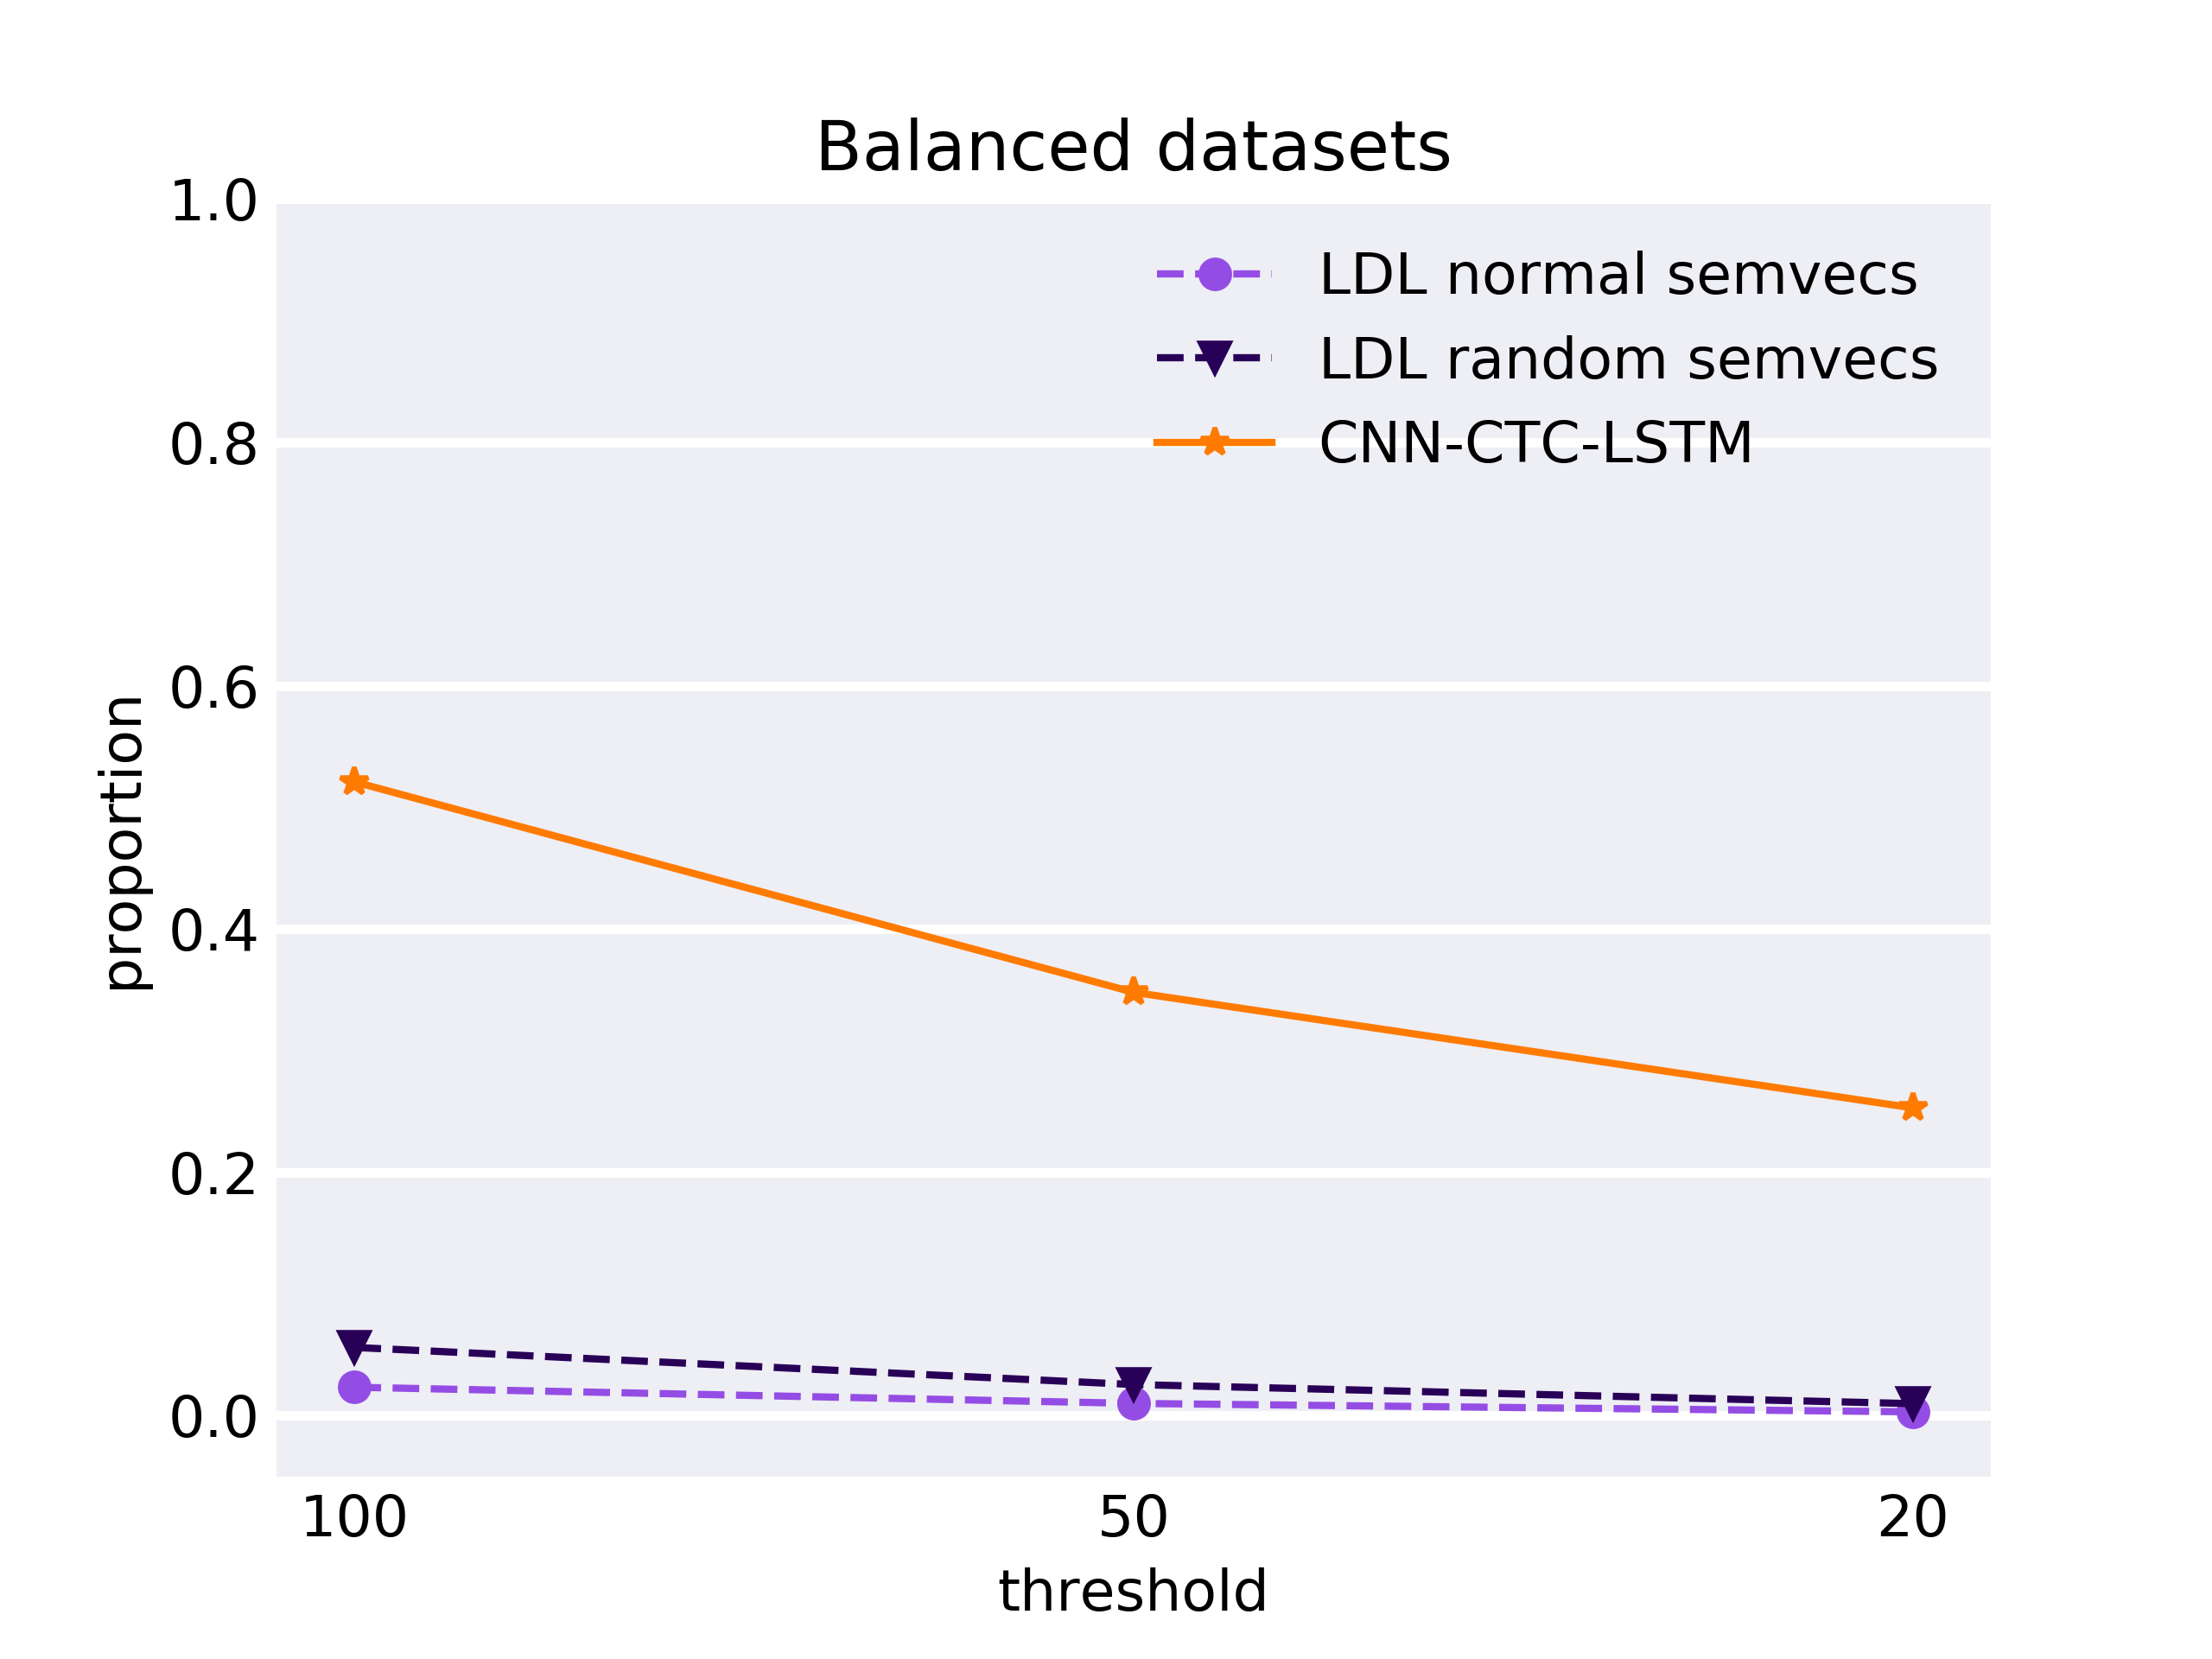 Balanced datasets
1.0
0.8
0.6
0.4
0.2
0.0
proportion
LDL normal semvecs
LDL random semvecs
CNN-CTC-LSTM
100 50 20
threshold